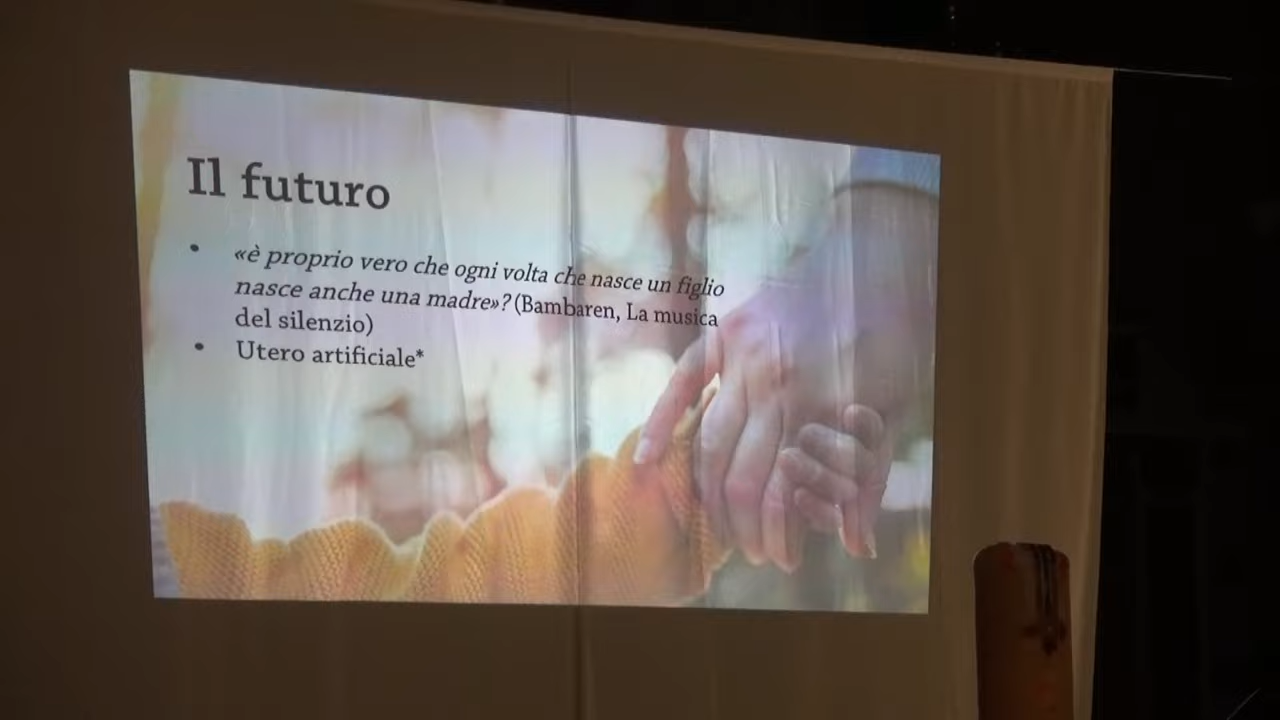 Il futuro
• «è proprio vero che ogni volta che nasce un figlio
nasce anche una madre»? (Bambaren, La musica
del silenzio)
• Utero artificiale*